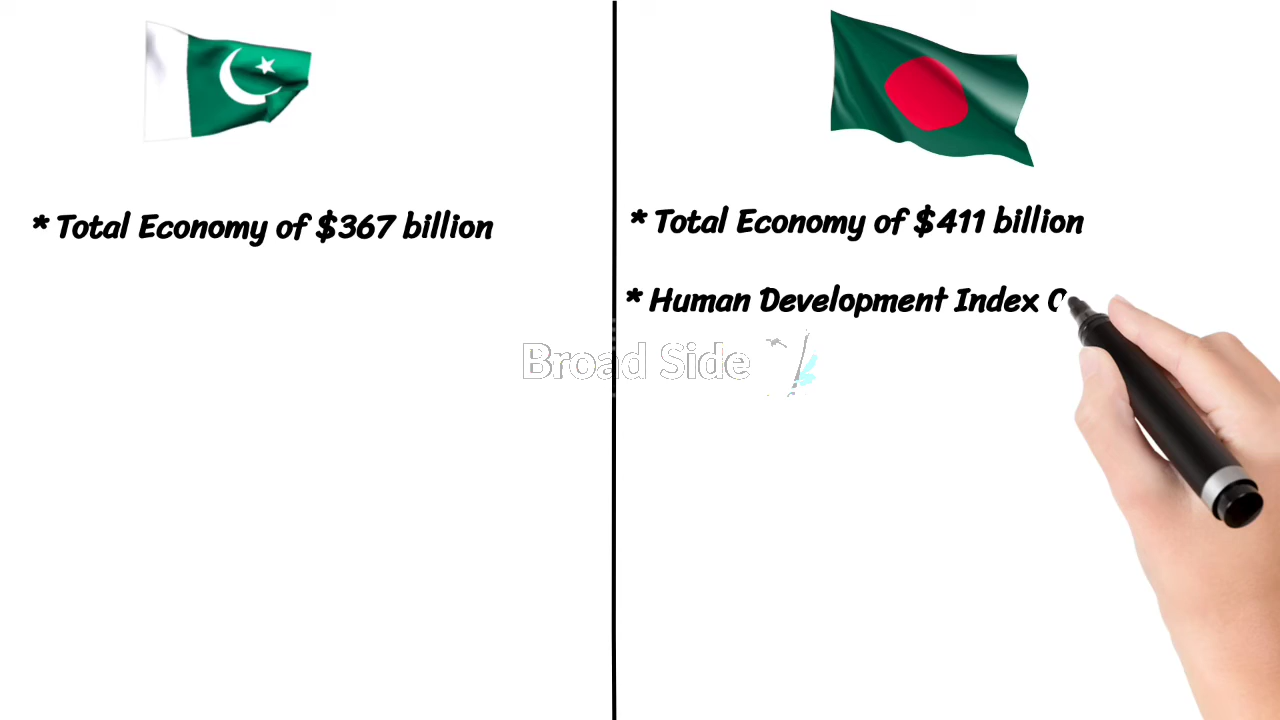 * Total Economy of $367 billion
* Total Economy of $411 billion
* Human Development Index
Broad Side